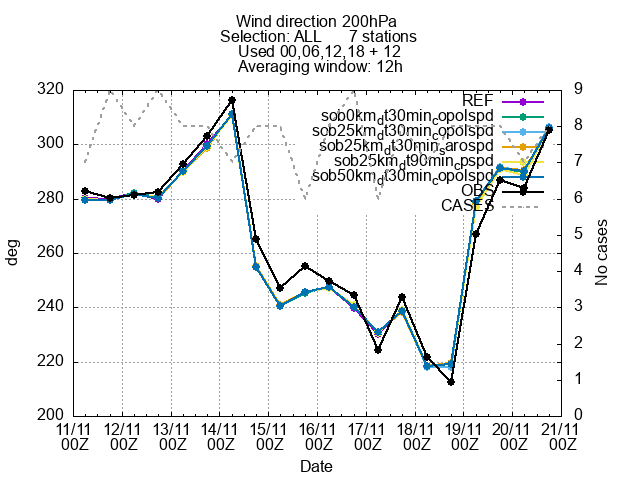 Wind direction 200hPa
Selection: ALL 7 stations
Used 00,06,12,18 + 12
Averaging window: 12h
320
300
280
260
240
220
200
deg
9
8
7
6
5
4
3
2
1
0
No cases
REF
sob0km_dt30min_copolspd
sob25km_dt30min_copolspd
sob25km_dt30min_sarospd
sob25km_dt90min_cpspd
sob50km_dt30min_copolspd
OBS
CASES
11/11 12/11 13/11 14/11 15/11 16/11 17/11 18/11 19/11 20/11 21/11
00Z 00Z 00Z 00Z 00Z 00Z 00Z 00Z 00Z 00Z 00Z
Date